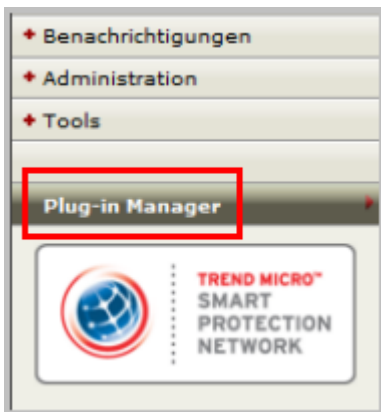 Benachrichtigungen
Administration
Tools
Plug-in Manager
TREND MICRO™
SMART
PROTECTION
NETWORK